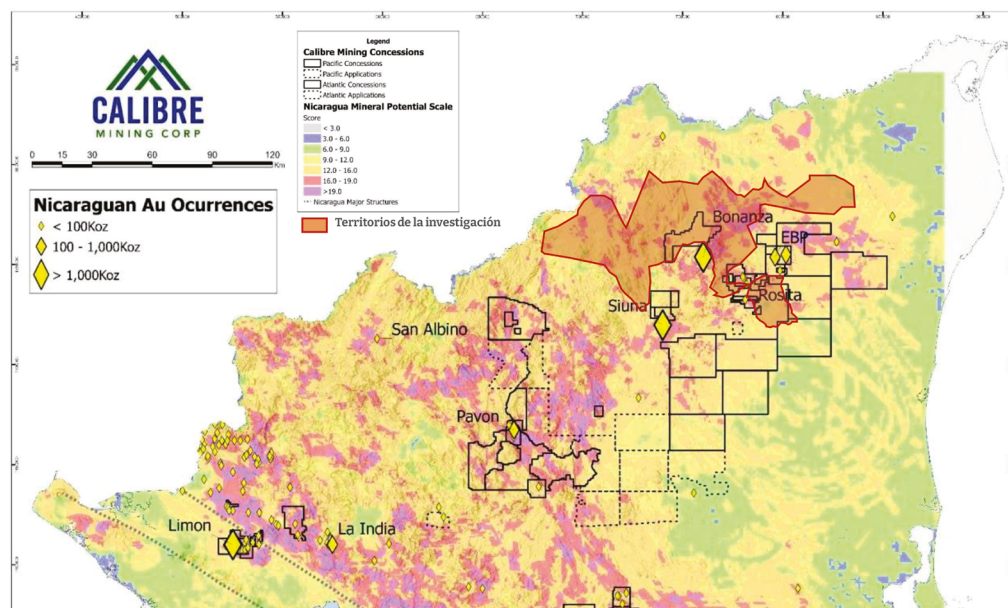 CALIBRE
MINING CORP
0 15 30 60 90 120
Km
Nicaraguan Au Ocurrences
< 100Koz
100 - 1,000Koz
> 1,000Koz
Legend
Calibre Mining Concessions
Pacific Concessions
Pacific Applications
Atlantic Concessions
Atlantic Applications
Nicaragua Mineral Potential Scale
Score
< 3.0
3.0 - 6.0
6.0 - 9.0
9.0 - 12.0
12.0 - 16.0
16.0 - 19.0
>19.0
Nicaragua Major Structures
Territorios de la investigación
Bonanza
EBP
Rosita
Siuna
San Albino
Pavon
Limon
La India